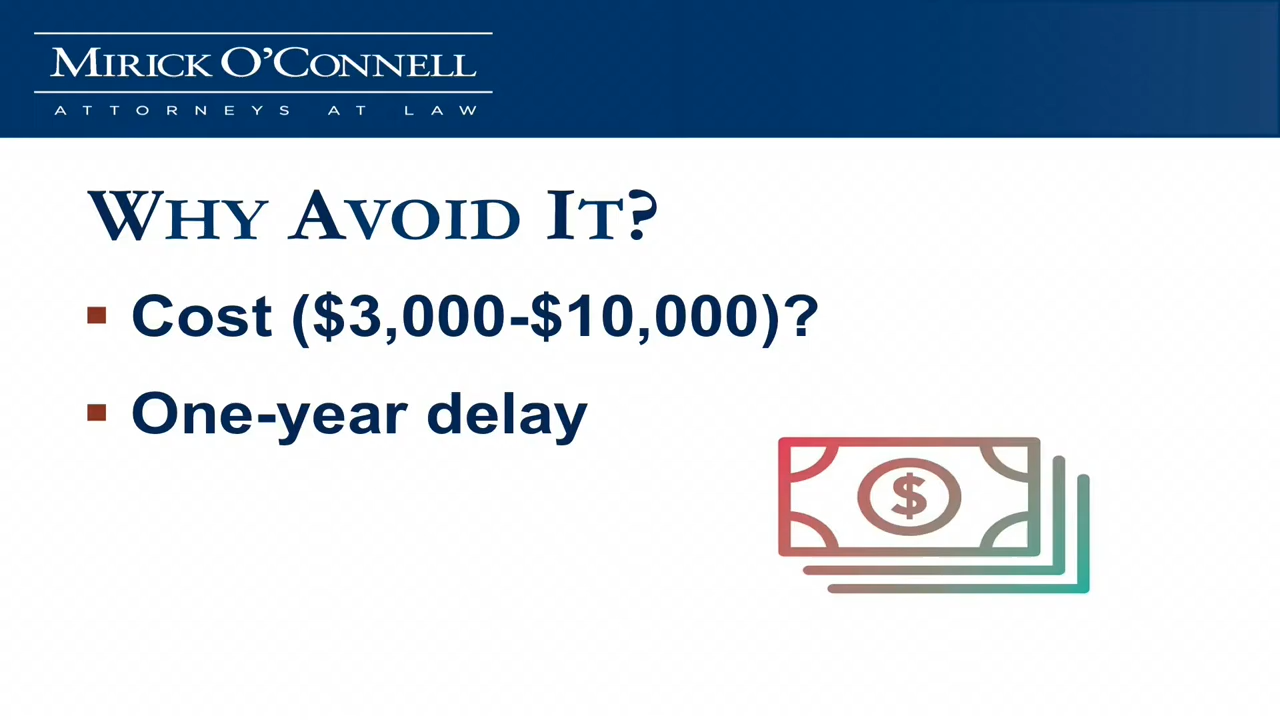 MIRICK O'CONNELL
ATTORNEYS AT LAW
WHY AVOID IT?
Cost ($3,000-$10,000)?
One-year delay
$